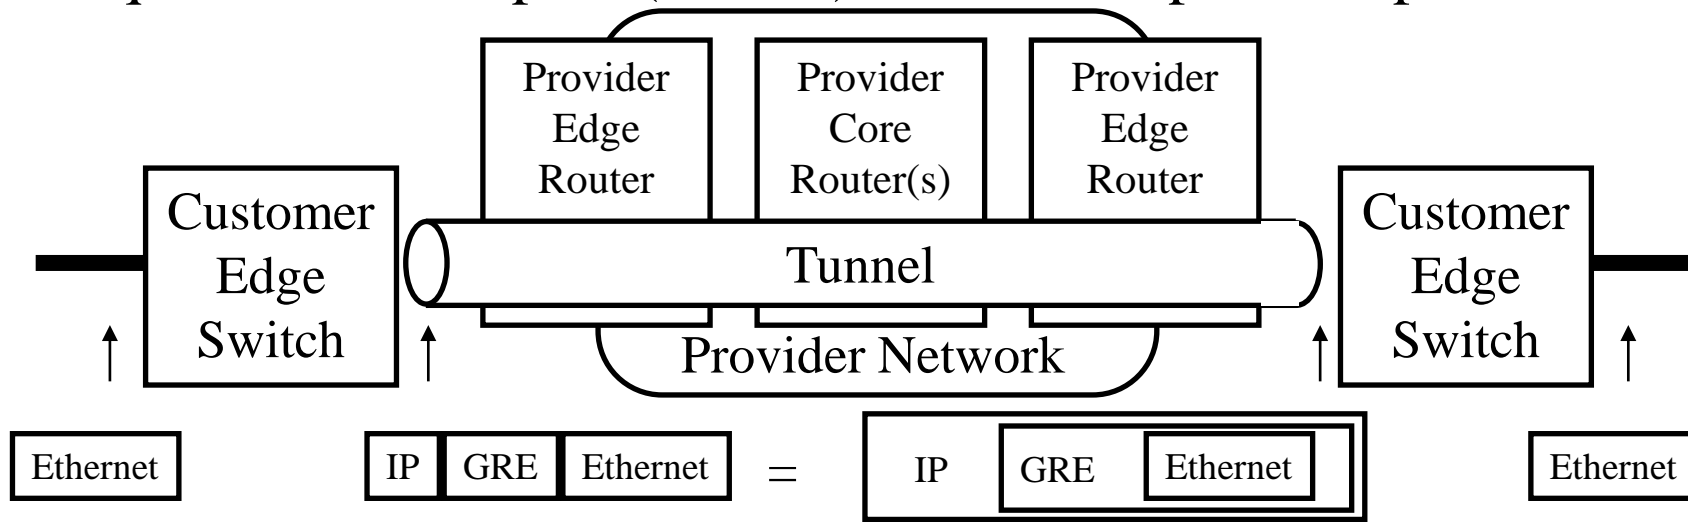 Provider
Edge
Router
Provider
Core
Router(s)
Provider
Edge
Router
Customer
Edge
Switch
Tunnel
Customer
Edge
Switch
Provider Network
Ethernet
IP GRE Ethernet = IP GRE Ethernet
Ethernet